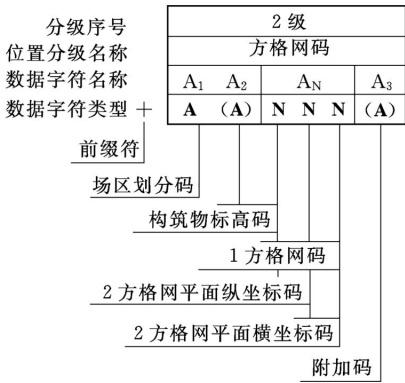 分级序号 2级
位置分级名称 方格网码
数据字符名称 A₁ A₂ A_N A₃
数据字符类型 + A (A) N N N (A)
前缀符
场区划分码
构筑物标高码
1方格网码
2方格网平面纵坐标码
2方格网平面横坐标码
附加码